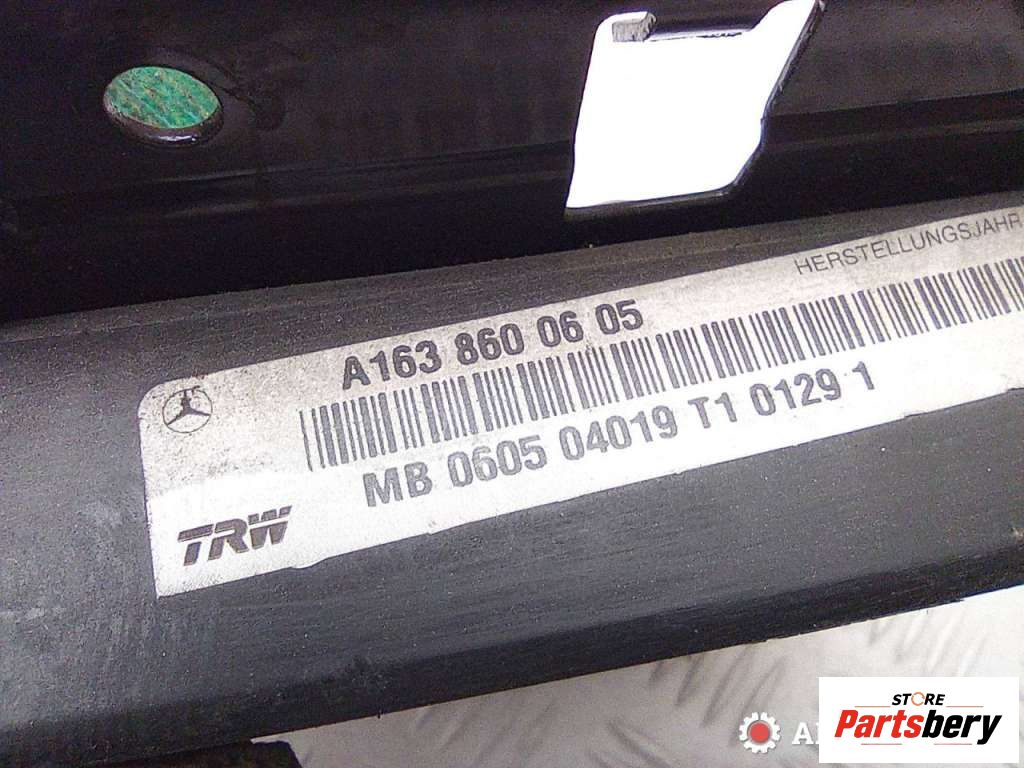 HERSTELLUNGSJAHR
A163 860 06 05
MB 0605 04019 T1 0129 1
TRW
STORE
Partsbery